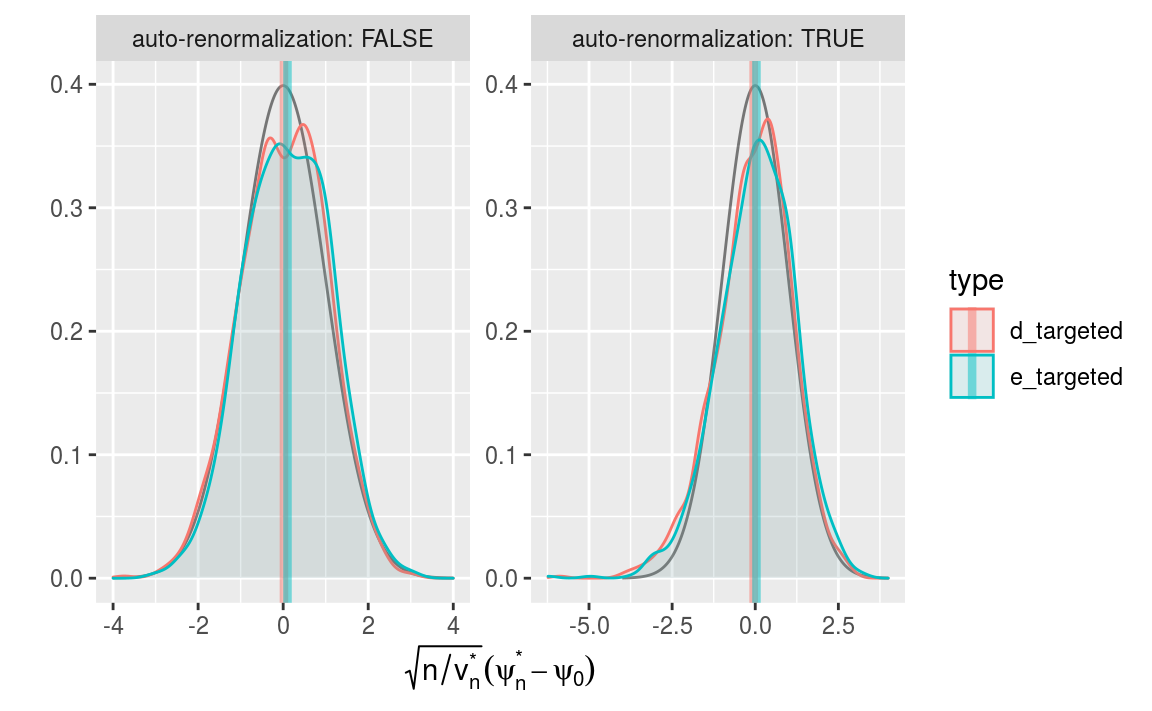 auto-renormalization: FALSE
auto-renormalization: TRUE
0.4
0.3
0.2
0.1
0.0
0.4
0.3
0.2
0.1
0.0
-4 -2 0 2 4
-5.0 -2.5 0.0 2.5
√n/v*n(ψ*n − ψ0)
type
d_targeted
e_targeted